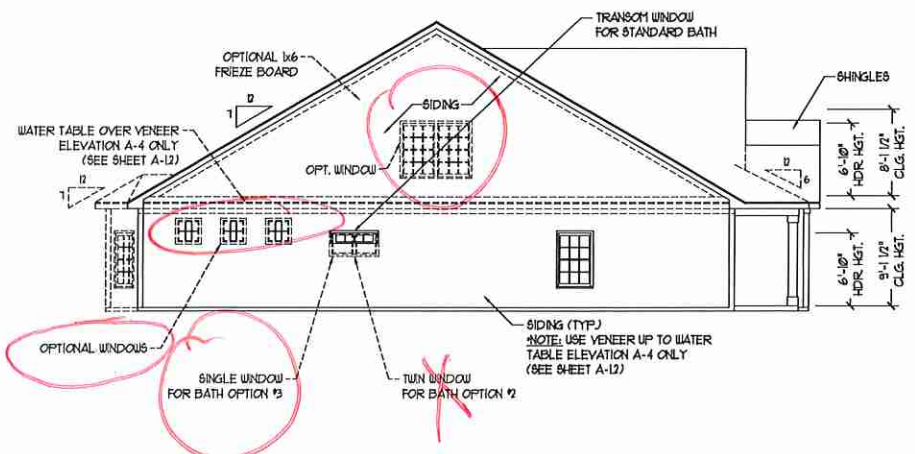 TRANSOM WINDOW
FOR STANDARD BATH
OPTIONAL 1x6
FRIEZE BOARD
SHINGLES
SIDING
12
7
WATER TABLE OVER VENEER
ELEVATION A-4 ONLY
(SEE SHEET A-1.2)
OPT. WINDOW
12
7
12
6
6'-10"
HDR. HGT.
8'-1 1/2"
CLG. HGT.
6'-10"
HDR. HGT.
9'-1 1/2"
CLG. HGT.
OPTIONAL WINDOWS
SINGLE WINDOW
FOR BATH OPTION #3
TWIN WINDOW
FOR BATH OPTION #2
SIDING (TYP.)
*NOTE: USE VENEER UP TO WATER
TABLE ELEVATION A-4 ONLY
(SEE SHEET A-1.2)